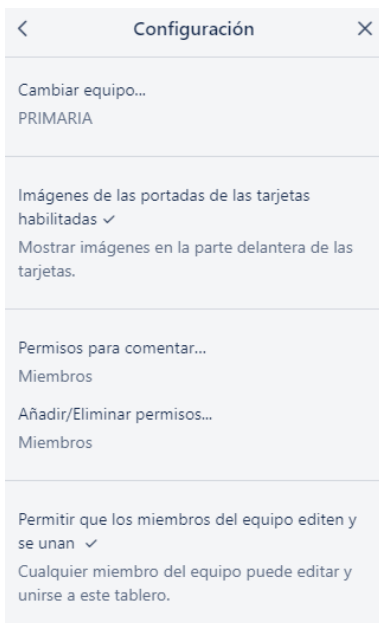 Configuración
Cambiar equipo...
PRIMARIA
Imágenes de las portadas de las tarjetas
habilitadas ✓
Mostrar imágenes en la parte delantera de las
tarjetas.
Permisos para comentar...
Miembros
Añadir/Eliminar permisos...
Miembros
Permitir que los miembros del equipo editen y
se unan ✓
Cualquier miembro del equipo puede editar y
unirse a este tablero.